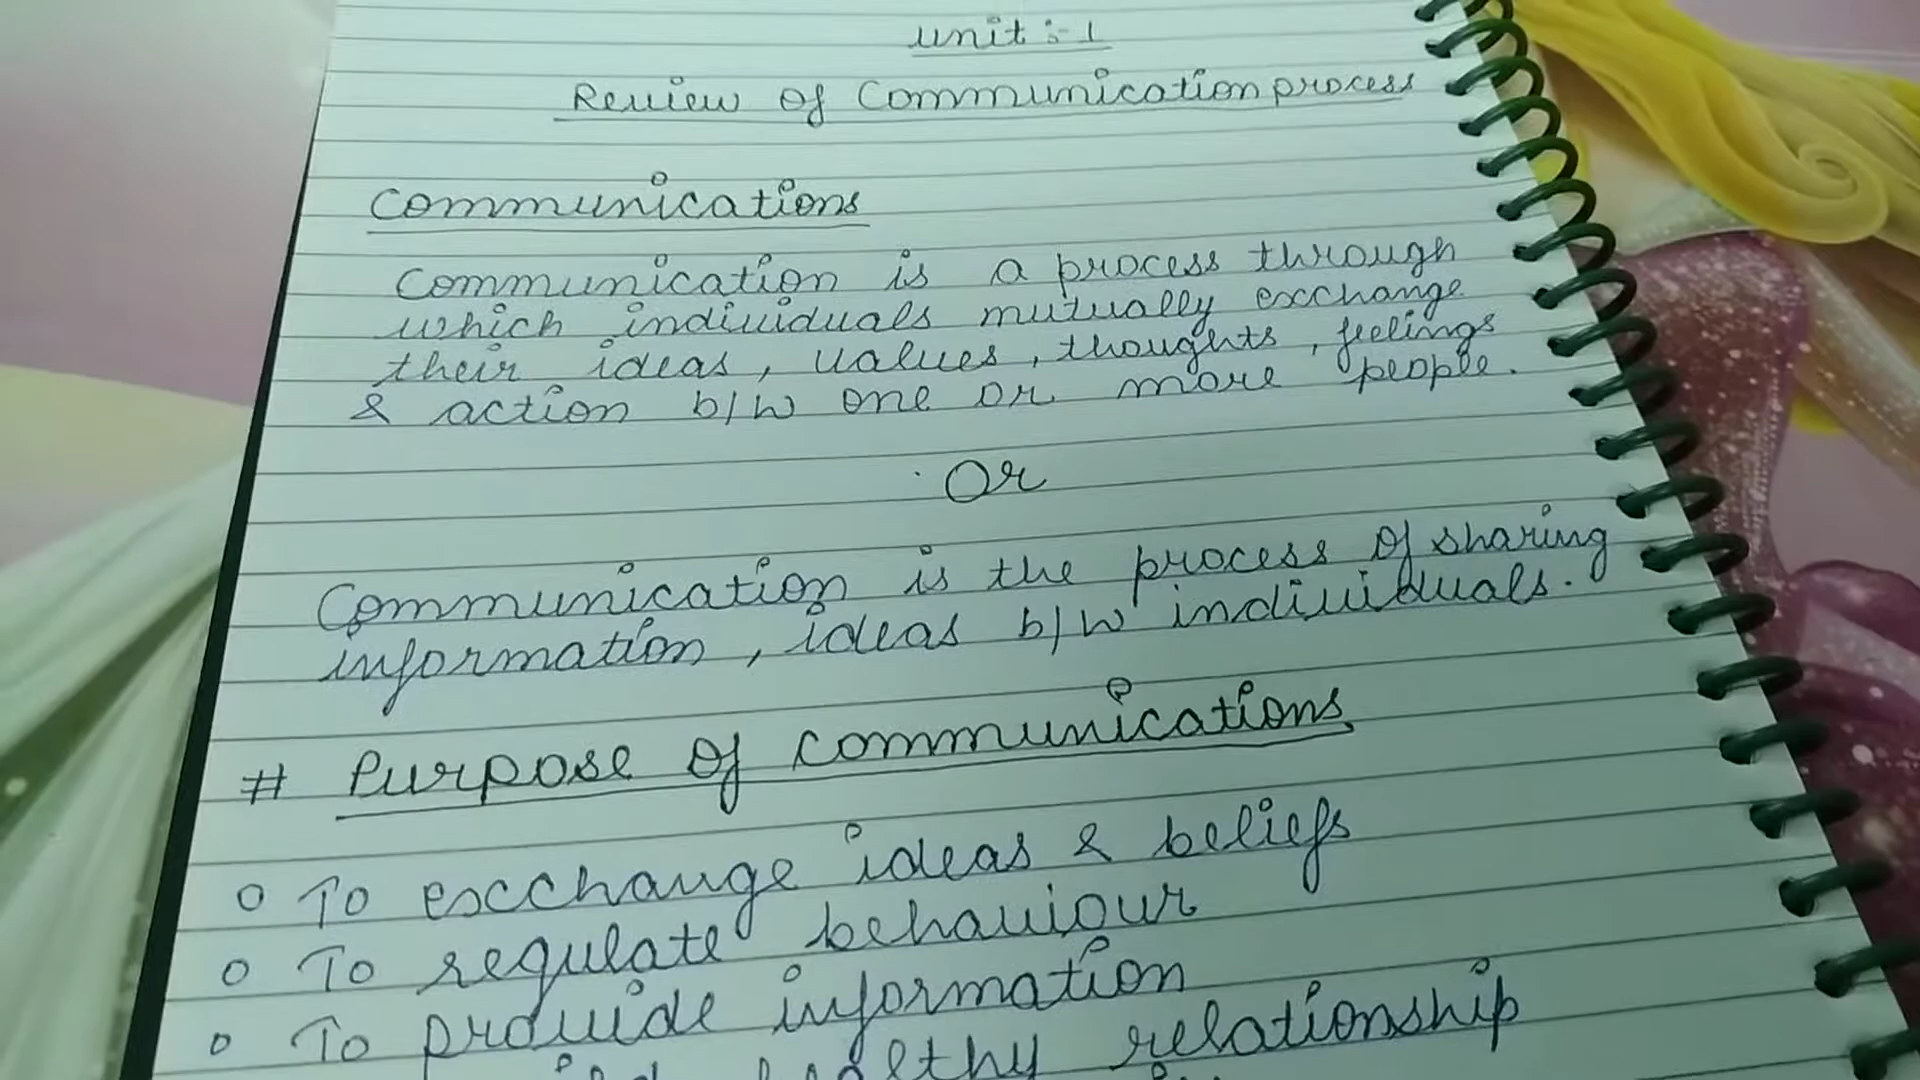 Unit :- 1
Review of Communication process
Communications
Communication is a process through
which individuals mutually exchange
their ideas, values, thoughts, feelings
& action b/w one or more people.
Or
Communication is the process of sharing
information, ideas b/w individuals.
# Purpose of communications
o To exchange ideas & beliefs
o To regulate behaviour
o To provide information
healthy relationship